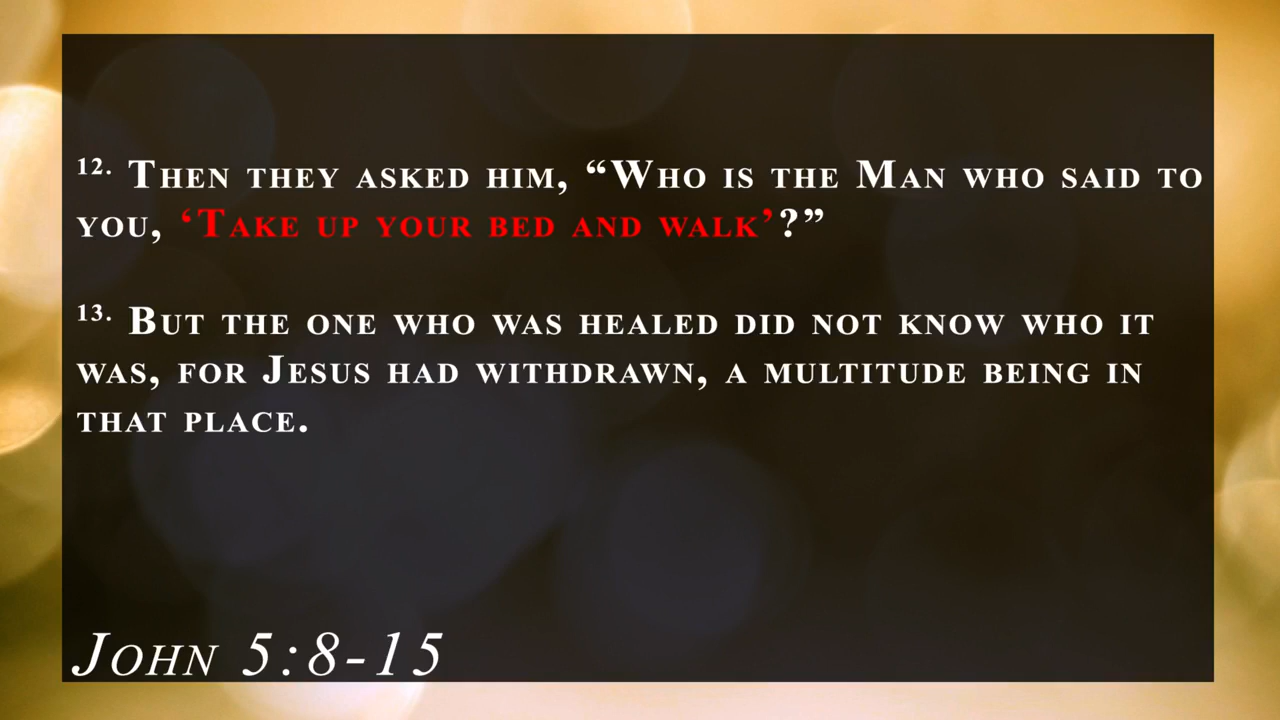 12. Then they asked him, “Who is the Man who said to
you, ‘Take up your bed and walk’?”
13. But the one who was healed did not know who it
was, for Jesus had withdrawn, a multitude being in
that place.
John 5:8-15